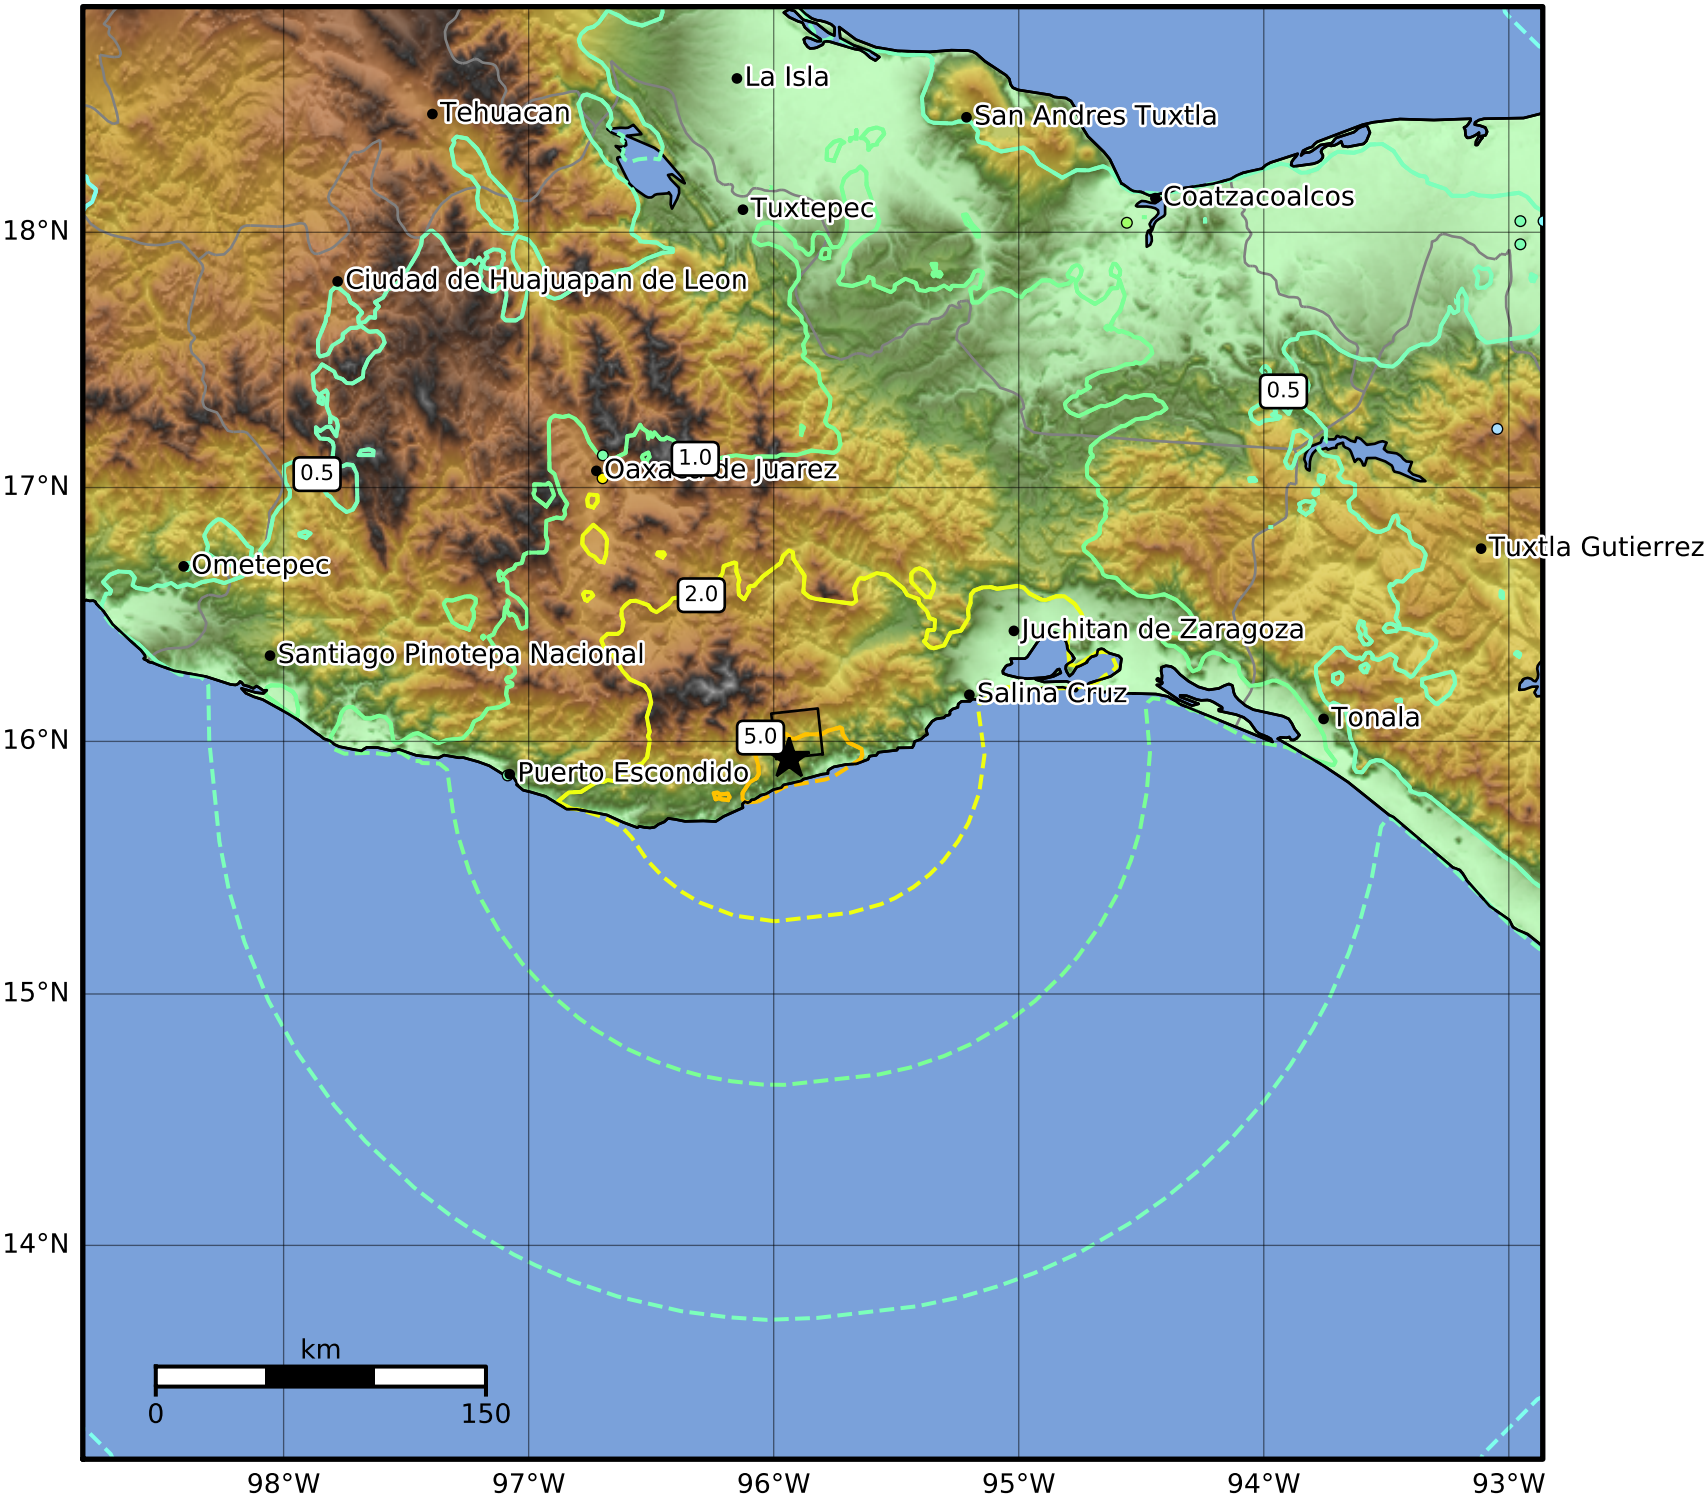 La Isla
Tehuacan
San Andres Tuxtla
Coatzacoalcos
Tuxtepec
18°N
Ciudad de Huajuapan de Leon
0.5
1.0
Oaxaca de Juarez
0.5
17°N
Tuxtla Gutierrez
Ometepec
2.0
Juchitan de Zaragoza
Santiago Pinotepa Nacional
Salina Cruz
Tonala
5.0
16°N
Puerto Escondido
15°N
14°N
km
0 150
98°W 97°W 96°W 95°W 94°W 93°W